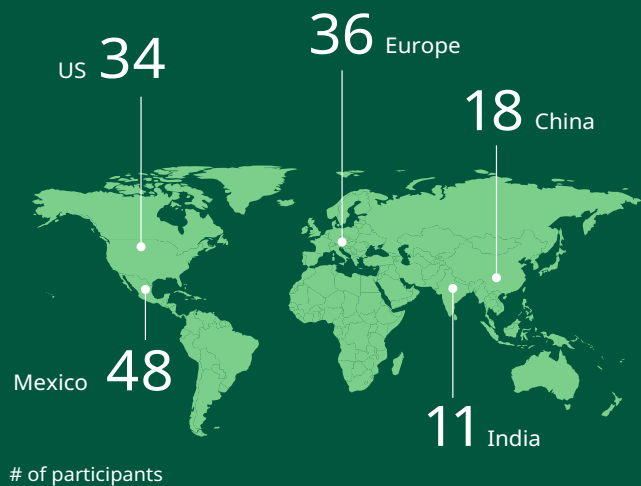 US 34
36 Europe
18 China
Mexico 48
11 India
# of participants